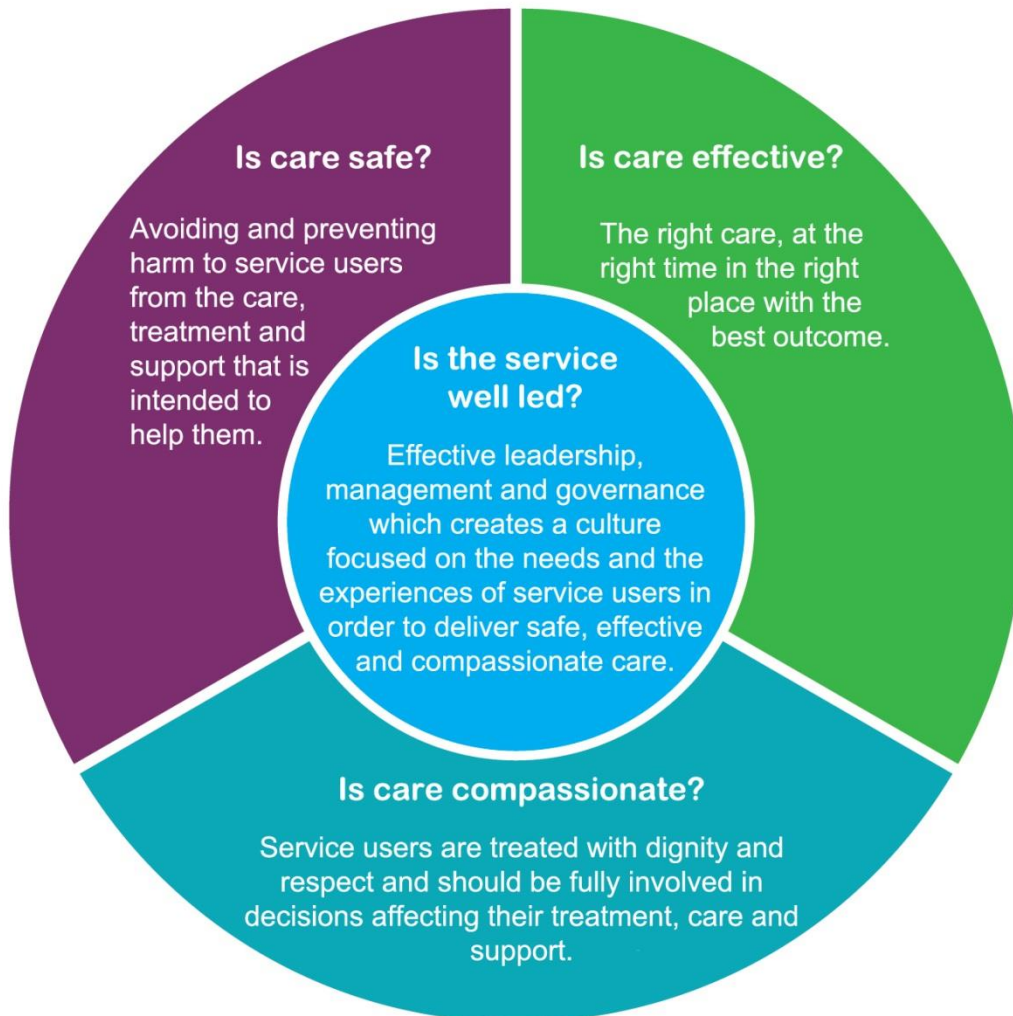 Is care safe?
Avoiding and preventing
harm to service users
from the care,
treatment and
support that is
intended to
help them.
Is care effective?
The right care, at the
right time in the right
place with the
best outcome.
Is the service
well led?
Effective leadership,
management and governance
which creates a culture
focused on the needs and the
experiences of service users in
order to deliver safe, effective
and compassionate care.
Is care compassionate?
Service users are treated with dignity and
respect and should be fully involved in
decisions affecting their treatment, care and
support.